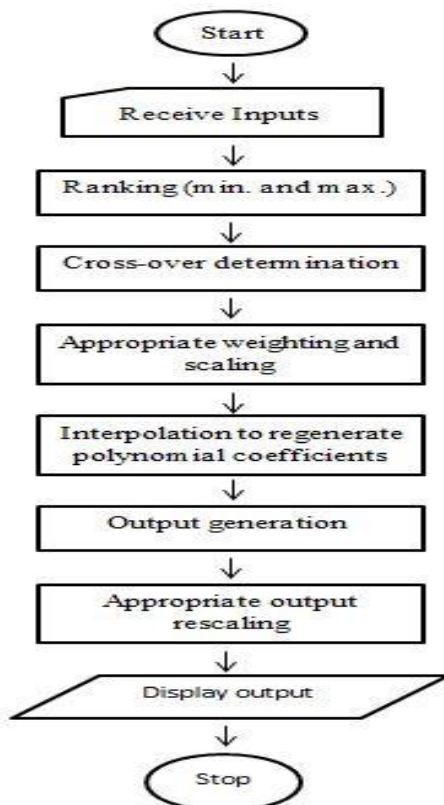 Start
Receive Inputs
Ranking (min. and max.)
Cross-over determination
Appropriate weighting and
scaling
Interpolation to regenerate
polynomial coefficients
Output generation
Appropriate output
rescaling
Display output
Stop